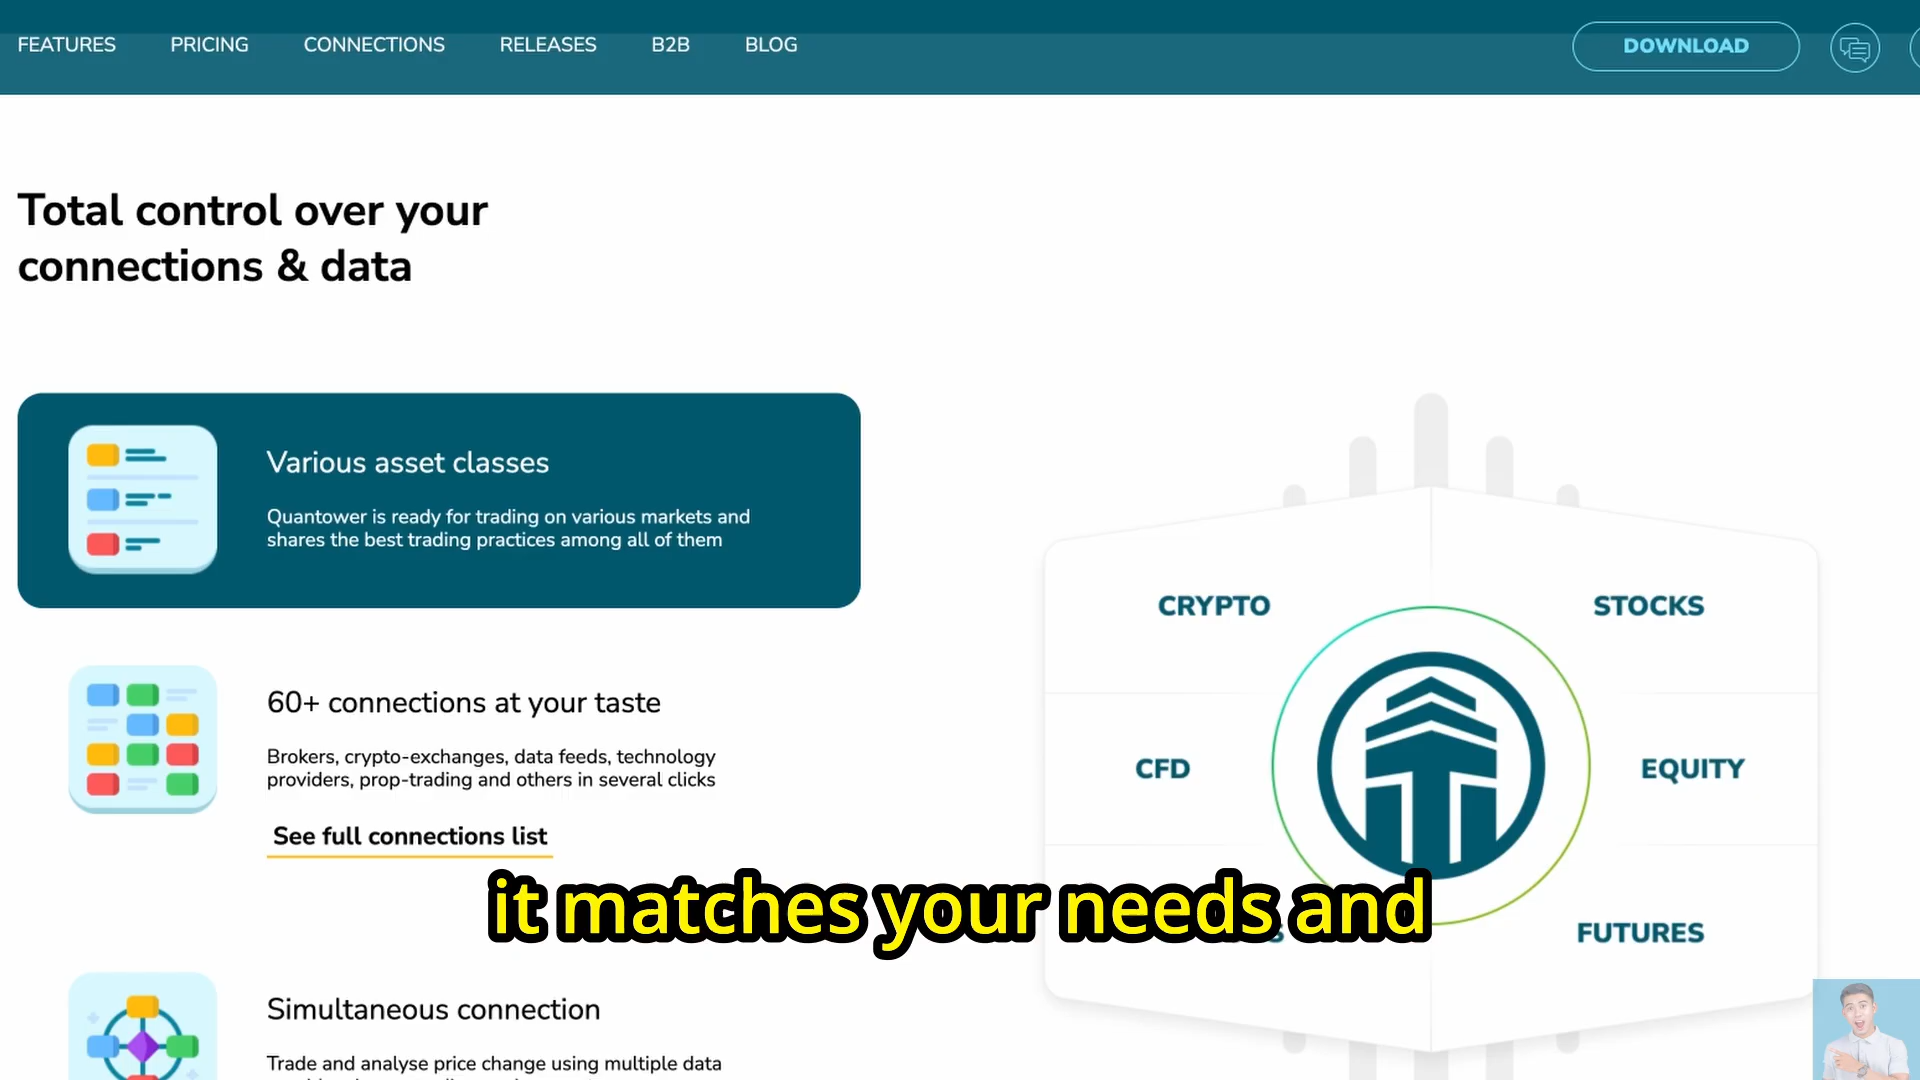 FEATURES PRICING CONNECTIONS RELEASES B2B BLOG DOWNLOAD
Total control over your
connections & data
Various asset classes
Quantower is ready for trading on various markets and
shares the best trading practices among all of them
60+ connections at your taste
Brokers, crypto-exchanges, data feeds, technology
providers, prop-trading and others in several clicks
See full connections list
Simultaneous connection
Trade and analyse price change using multiple data
CRYPTO STOCKS
CFD EQUITY
FUTURES
it matches your needs and